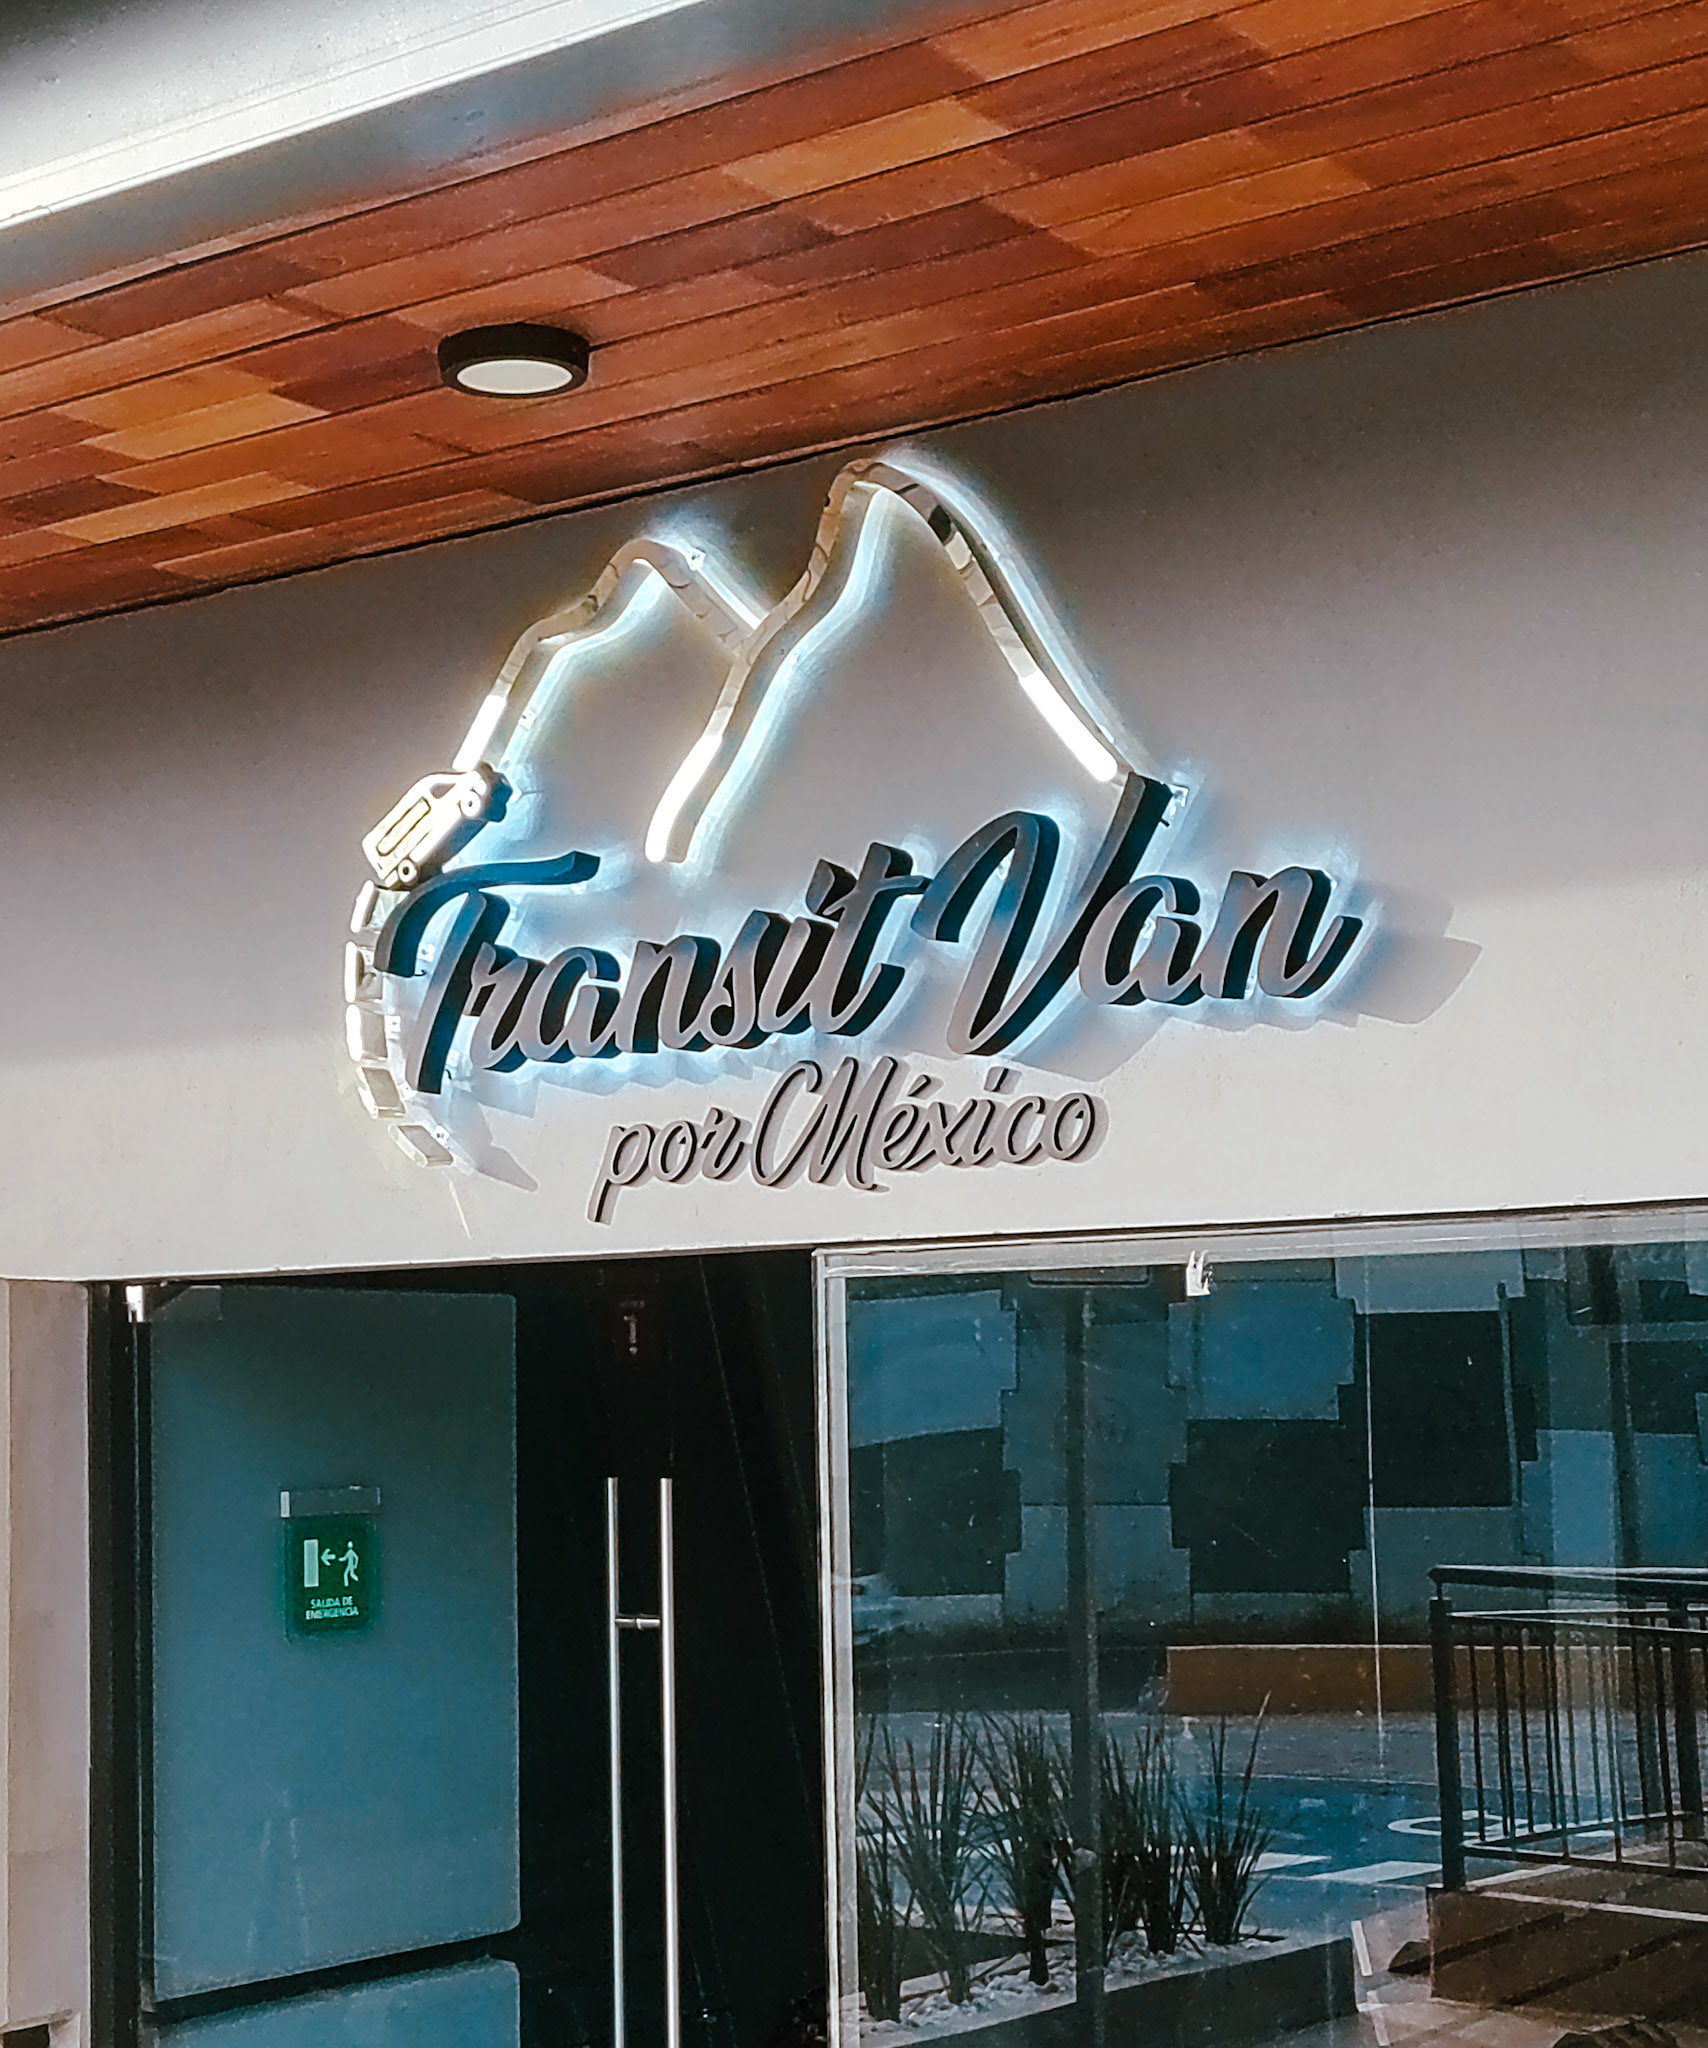 Transit Van
por México
SALIDA DE
EMERGENCIA